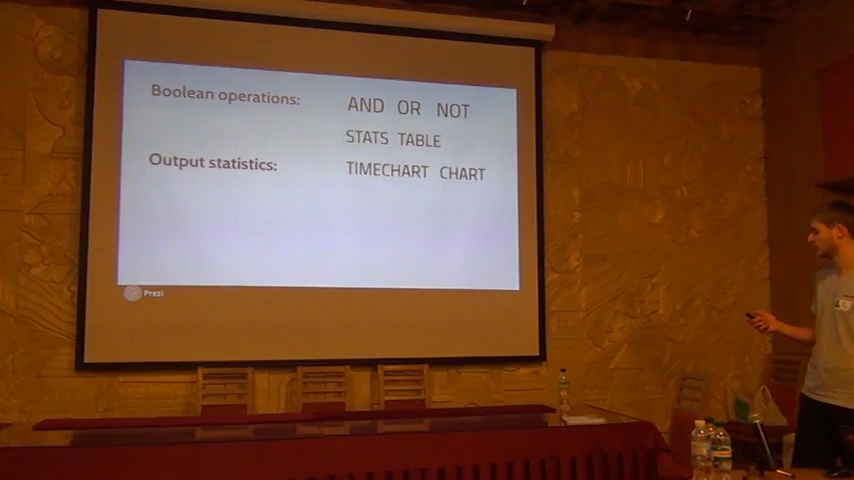 Boolean operations: AND OR NOT
STATS TABLE
Output statistics: TIMECHART CHART
Prezi